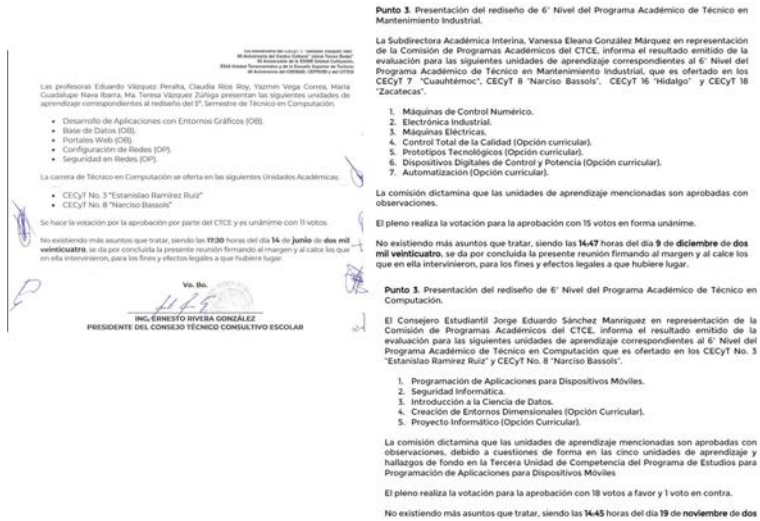 60 Aniversario del Centro Cultural "Jaime Torres Bodet"
Las profesoras Eduardo Vázquez Peralta, Claudia Ríos Roy, Yazmin Vega Correa, María
Guadalupe Nava Ibarra, Ma. Teresa Vázquez Zúñiga presentan las siguientes unidades de
aprendizaje correspondientes al rediseño del 5º. Semestre de Técnico en Computación.
• Desarrollo de Aplicaciones con Entornos Gráficos (OB).
• Base de Datos (OB).
• Portales Web (OB).
• Configuración de Redes (OP).
• Seguridad en Redes (OP).
La carrera de Técnico en Computación se oferta en las siguientes Unidades Académicas:
• CECyT No. 3 "Estanislao Ramírez Ruiz"
• CECyT No. 8 "Narciso Bassols"
Se hace la votación por la aprobación por parte del CTCE y es unánime con 11 votos.
No existiendo más asuntos que tratar, siendo las 17:30 horas del día 14 de junio de dos mil
veinticuatro, se da por concluida la presente reunión firmando al margen y al calce los que
en ella intervinieron, para los fines y efectos legales a que hubiere lugar.
Vo. Bo.
ING. ERNESTO RIVERA GONZÁLEZ
PRESIDENTE DEL CONSEJO TÉCNICO CONSULTIVO ESCOLAR
Punto 3. Presentación del rediseño de 6° Nivel del Programa Académico de Técnico en
Mantenimiento Industrial.
La Subdirectora Académica Interina, Vanessa Eleana González Márquez en representación
de la Comisión de Programas Académicos del CTCE, informa el resultado emitido de la
evaluación para las siguientes unidades de aprendizaje correspondientes al 6° Nivel del
Programa Académico de Técnico en Mantenimiento Industrial, que es ofertado en los
CECyT 7 "Cuauhtémoc", CECyT 8 "Narciso Bassols", CECyT 16 "Hidalgo" y CECyT 18
"Zacatecas".
1. Máquinas de Control Numérico.
2. Electrónica Industrial.
3. Máquinas Eléctricas.
4. Control Total de la Calidad (Opción curricular).
5. Prototipos Tecnológicos (Opción curricular).
6. Dispositivos Digitales de Control y Potencia (Opción curricular).
7. Automatización (Opción curricular).
La comisión dictamina que las unidades de aprendizaje mencionadas son aprobadas con
observaciones.
El pleno realiza la votación para la aprobación con 15 votos en forma unánime.
No existiendo más asuntos que tratar, siendo las 14:47 horas del día 9 de diciembre de dos
mil veinticuatro, se da por concluida la presente reunión firmando al margen y al calce los
que en ella intervinieron, para los fines y efectos legales a que hubiere lugar.
Punto 3. Presentación del rediseño de 6° Nivel del Programa Académico de Técnico en
Computación.
El Consejero Estudiantil Jorge Eduardo Sánchez Manríquez en representación de la
Comisión de Programas Académicos del CTCE, informa el resultado emitido de la
evaluación para las siguientes unidades de aprendizaje correspondientes al 6° Nivel del
Programa Académico de Técnico en Computación que es ofertado en los CECyT No. 3
"Estanislao Ramírez Ruiz" y CECyT No. 8 "Narciso Bassols".
1. Programación de Aplicaciones para Dispositivos Móviles.
2. Seguridad Informática.
3. Introducción a la Ciencia de Datos.
4. Creación de Entornos Dimensionales (Opción Curricular).
5. Proyecto Informático (Opción Curricular).
La comisión dictamina que las unidades de aprendizaje mencionadas son aprobadas con
observaciones, debido a cuestiones de forma en las cinco unidades de aprendizaje y
hallazgos de fondo en la Tercera Unidad de Competencia del Programa de Estudios para
Programación de Aplicaciones para Dispositivos Móviles
El pleno realiza la votación para la aprobación con 18 votos a favor y 1 voto en contra.
No existiendo más asuntos que tratar, siendo las 14:45 horas del día 19 de noviembre de dos